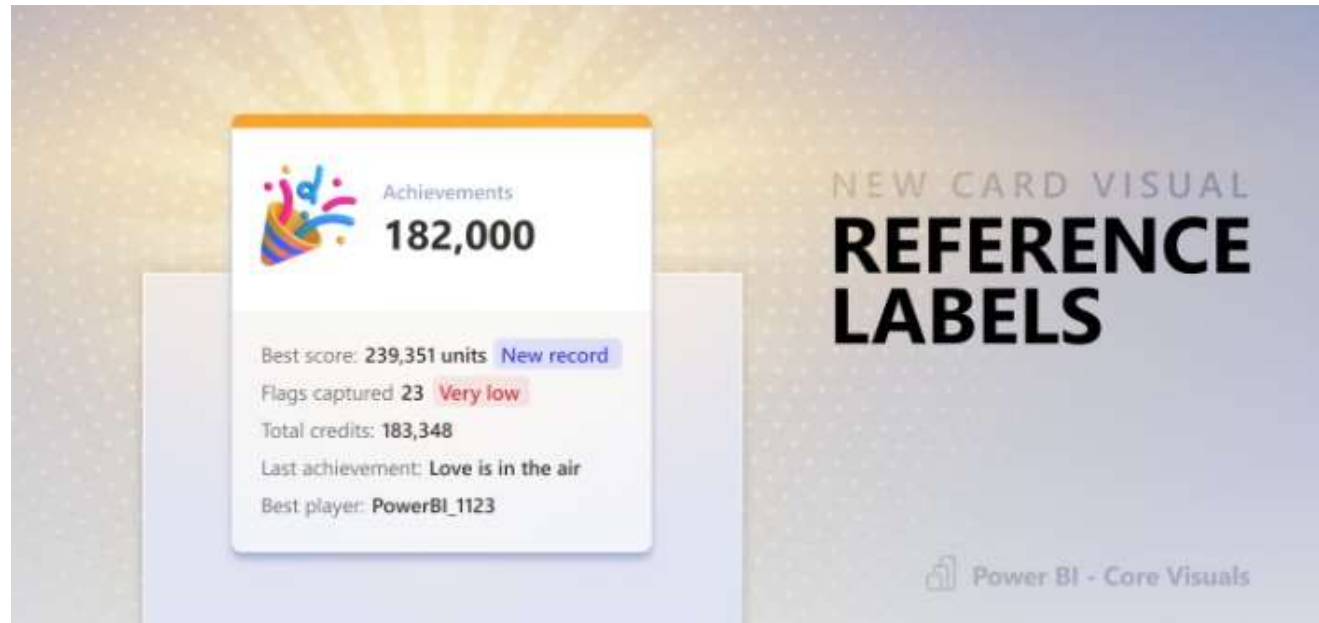 Achievements
182,000
Best score: 239,351 units New record
Flags captured 23 Very low
Total credits: 183,348
Last achievement: Love is in the air
Best player: PowerBI_1123
NEW CARD VISUAL
REFERENCE
LABELS
Power BI - Core Visuals